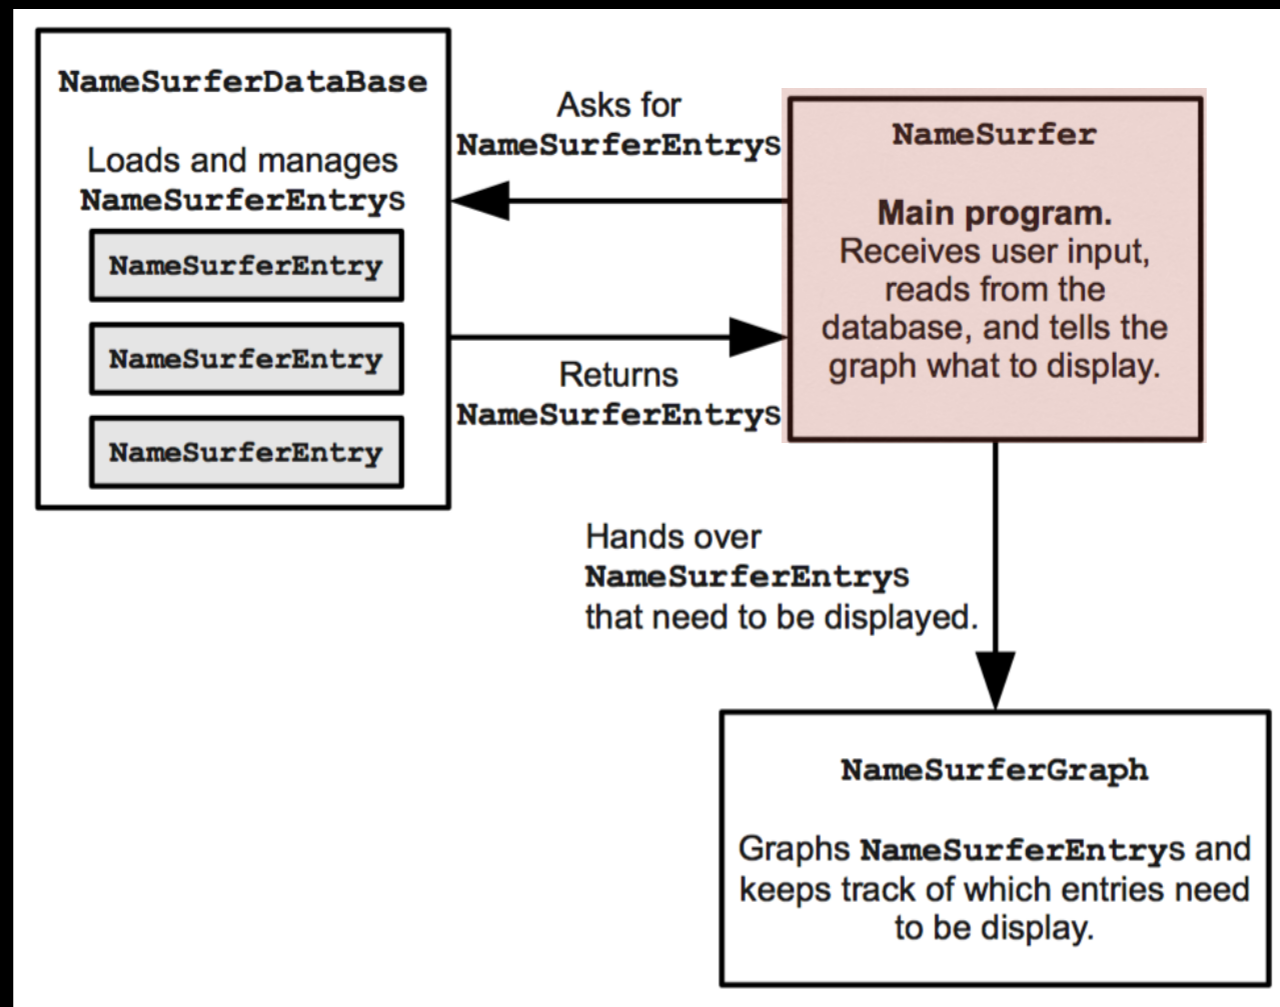 NameSurferDataBase
Loads and manages
NameSurferEntrys
NameSurferEntry
NameSurferEntry
NameSurferEntry
Asks for
NameSurferEntrys
Returns
NameSurferEntrys
NameSurfer
Main program.
Receives user input,
reads from the
database, and tells the
graph what to display.
Hands over
NameSurferEntrys
that need to be displayed.
NameSurferGraph
Graphs NameSurferEntrys and
keeps track of which entries need
to be display.